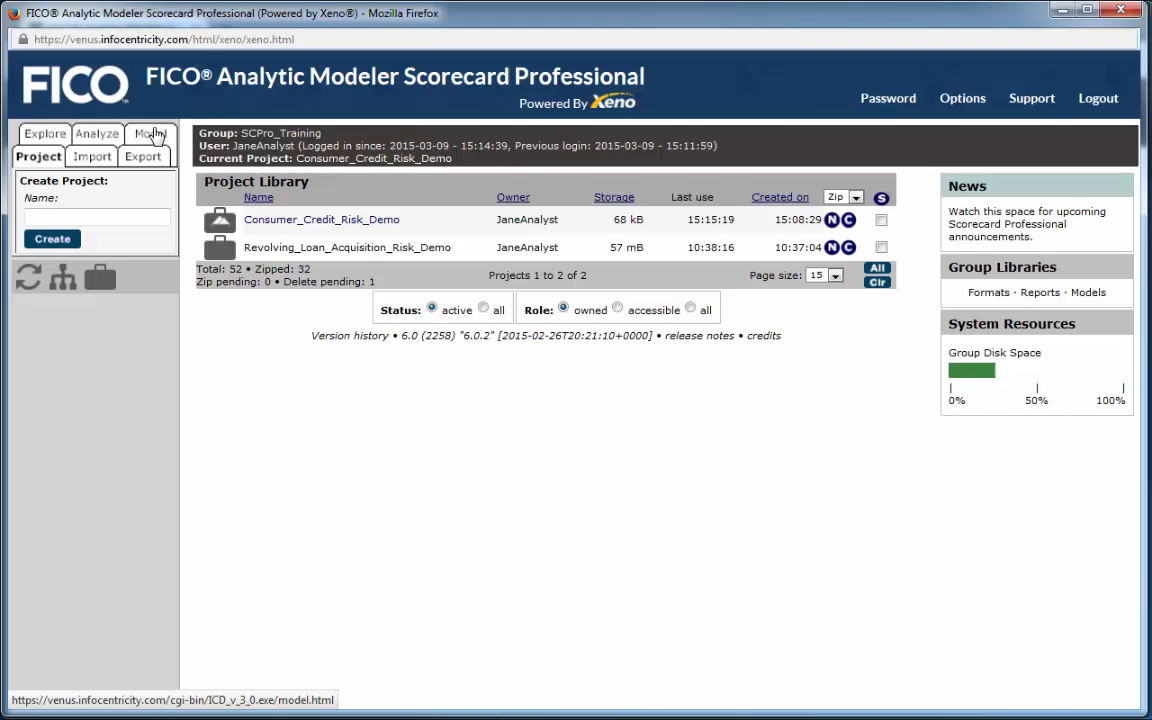 FICO® Analytic Modeler Scorecard Professional (Powered by Xeno®) - Mozilla Firefox
https://venus.infocentricity.com/html/xeno/xeno.html
FICO FICO® Analytic Modeler Scorecard Professional
Powered By Xeno
Password Options Support Logout
Explore Analyze
Project Import Export
Create Project:
Name:
Create
Group: SCPro_Training
User: JaneAnalyst (Logged in since: 2015-03-09 - 15:14:39, Previous login: 2015-03-09 - 15:11:59)
Current Project: Consumer_Credit_Risk_Demo
Project Library
Name Owner Storage Last use Created on Zip S
Consumer_Credit_Risk_Demo JaneAnalyst 68 kB 15:15:19 15:08:29 N C
Revolving_Loan_Acquisition_Risk_Demo JaneAnalyst 57 mB 10:38:16 10:37:04 N C
Total: 52 • Zipped: 32
Zip pending: 0 • Delete pending: 1
Projects 1 to 2 of 2
Page size: 15
All
Clr
Status: active all Role: owned accessible all
Version history • 6.0 (2258) "6.0.2" [2015-02-26T20:21:10+0000] • release notes • credits
News
Watch this space for upcoming
Scorecard Professional
announcements.
Group Libraries
Formats · Reports · Models
System Resources
Group Disk Space
0% 50% 100%
https://venus.infocentricity.com/cgi-bin/ICD_v_3_0.exe/model.html